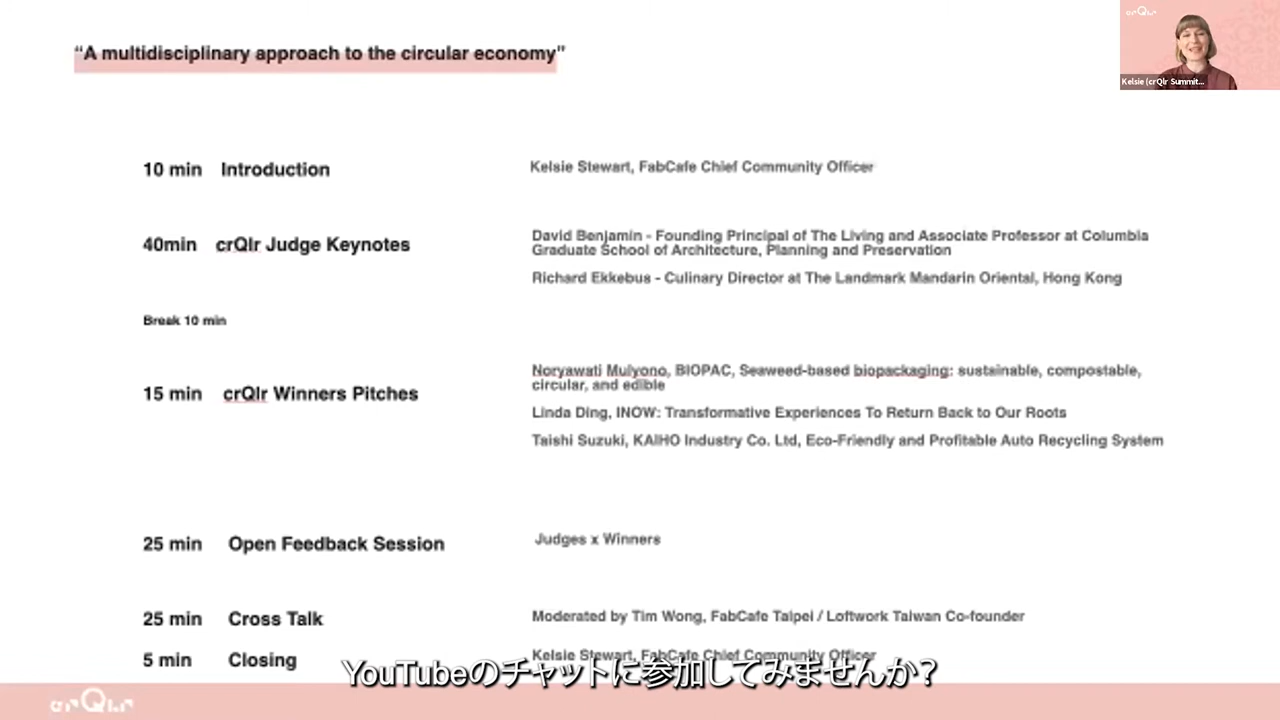 crQlr
Kelsie (crQlr Summit...
“A multidisciplinary approach to the circular economy”
10 min Introduction
Kelsie Stewart, FabCafe Chief Community Officer
40min crQlr Judge Keynotes
David Benjamin - Founding Principal of The Living and Associate Professor at Columbia
Graduate School of Architecture, Planning and Preservation
Richard Ekkebus - Culinary Director at The Landmark Mandarin Oriental, Hong Kong
Break 10 min
15 min crQlr Winners Pitches
Noryawati Mulyono, BIOPAC, Seaweed-based biopackaging: sustainable, compostable,
circular, and edible
Linda Ding, INOW: Transformative Experiences To Return Back to Our Roots
Taishi Suzuki, KAIHO Industry Co. Ltd, Eco-Friendly and Profitable Auto Recycling System
25 min Open Feedback Session
Judges x Winners
25 min Cross Talk
Moderated by Tim Wong, FabCafe Taipei / Loftwork Taiwan Co-founder
5 min Closing
Kelsie Stewart, FabCafe Chief Community Officer
YouTubeのチャットに参加してみませんか?
crQlr